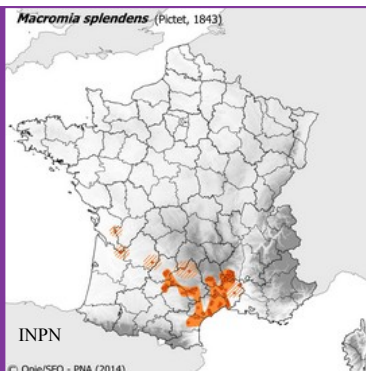 Macromia splendens (Pictet, 1843)
INPN
© Opie/SFO - PNA (2014)